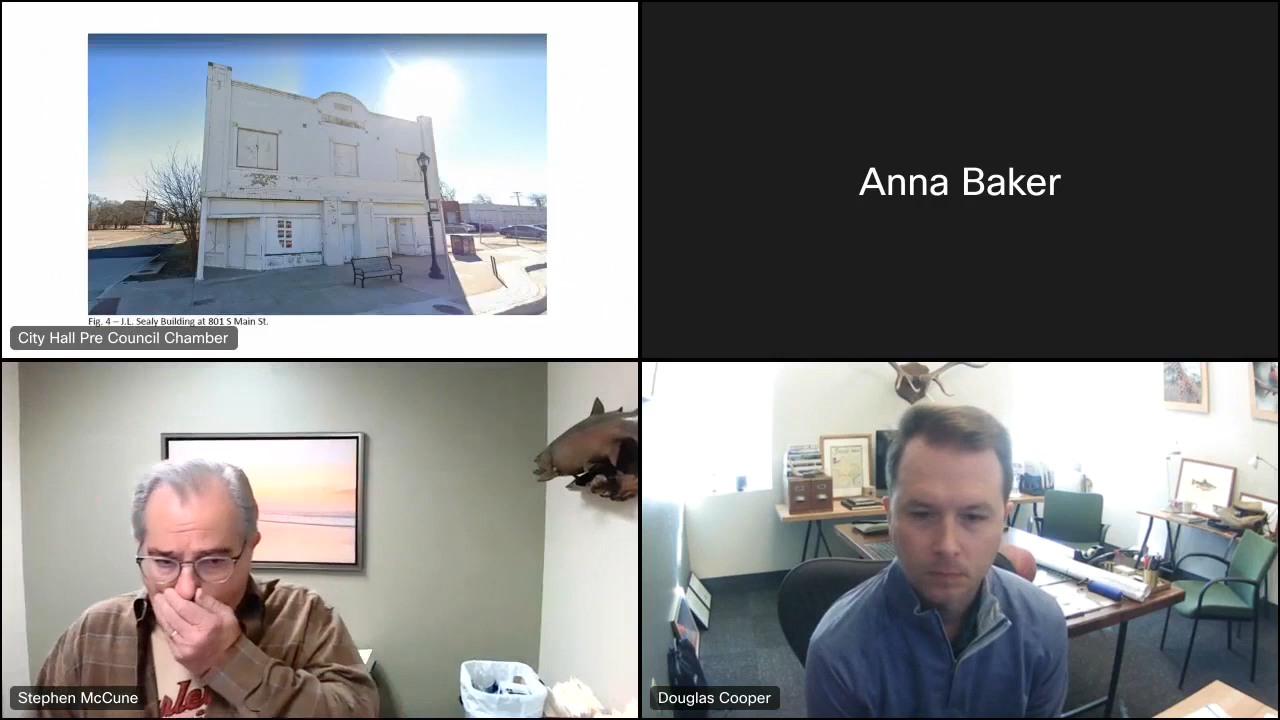 Fig. 4 – J.L. Sealy Building at 801 S Main St.
City Hall Pre Council Chamber
Anna Baker
Stephen McCune
Douglas Cooper